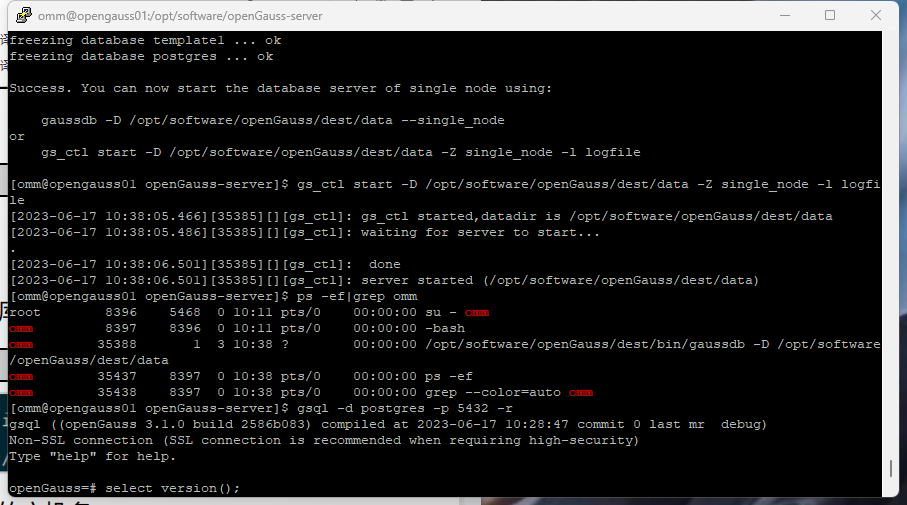 omm@opengauss01:/opt/software/openGauss-server
freezing database template1 ... ok
freezing database postgres ... ok
Success. You can now start the database server of single node using:
gaussdb -D /opt/software/openGauss/dest/data --single_node
or
gs_ctl start -D /opt/software/openGauss/dest/data -Z single_node -l logfile
[omm@opengauss01 openGauss-server]$ gs_ctl start -D /opt/software/openGauss/dest/data -Z single_node -l logfi
le
[2023-06-17 10:38:05.466][35385][][gs_ctl]: gs_ctl started,datadir is /opt/software/openGauss/dest/data
[2023-06-17 10:38:05.486][35385][][gs_ctl]: waiting for server to start...
.
[2023-06-17 10:38:06.501][35385][][gs_ctl]:  done
[2023-06-17 10:38:06.501][35385][][gs_ctl]: server started (/opt/software/openGauss/dest/data)
[omm@opengauss01 openGauss-server]$ ps -ef|grep omm
root 8396 5468 0 10:11 pts/0 00:00:00 su - omm
omm 8397 8396 0 10:11 pts/0 00:00:00 -bash
omm 35388 1 3 10:38 ? 00:00:00 /opt/software/openGauss/dest/bin/gaussdb -D /opt/software
/openGauss/dest/data
omm 35437 8397 0 10:38 pts/0 00:00:00 ps -ef
omm 35438 8397 0 10:38 pts/0 00:00:00 grep --color=auto omm
[omm@opengauss01 openGauss-server]$ gsql -d postgres -p 5432 -r
gsql ((openGauss 3.1.0 build 2586b083) compiled at 2023-06-17 10:28:47 commit 0 last mr  debug)
Non-SSL connection (SSL connection is recommended when requiring high-security)
Type "help" for help.
openGauss=# select version();